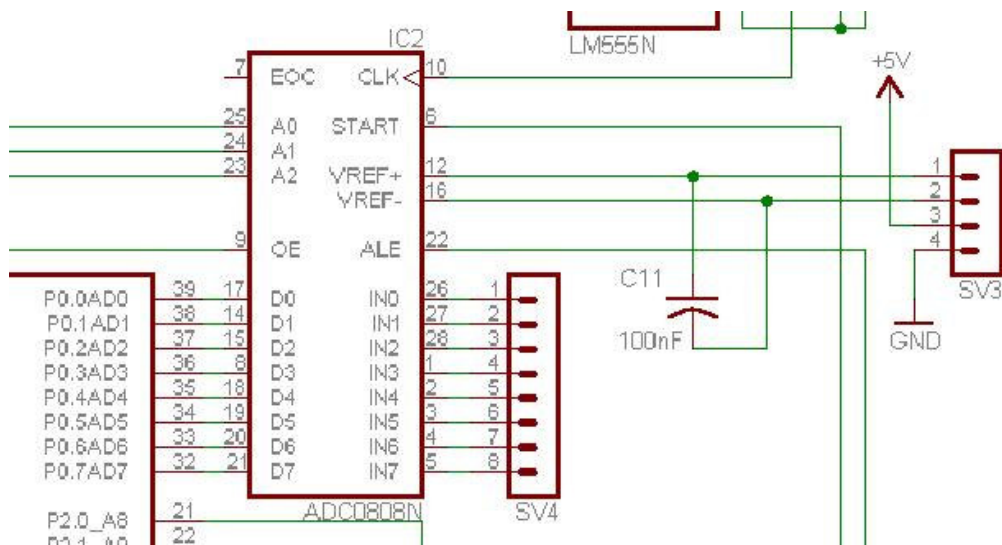 IC2
LM555N
+5V
7 EOC CLK 10
25 A0 START 6
24 A1
23 A2 VREF+ 12
VREF- 16
9 OE ALE 22
1
2
3
4
SV3
GND
C11
100nF
P0.0AD0 39 17 D0 IN0 26 1
P0.1AD1 38 14 D1 IN1 27 2
P0.2AD2 37 15 D2 IN2 28 3
P0.3AD3 36 8 D3 IN3 1 4
P0.4AD4 35 18 D4 IN4 2 5
P0.5AD5 34 19 D5 IN5 3 6
P0.6AD6 33 20 D6 IN6 4 7
P0.7AD7 32 21 D7 IN7 5 8
ADC0808N
SV4
P2.0_A8 21
22